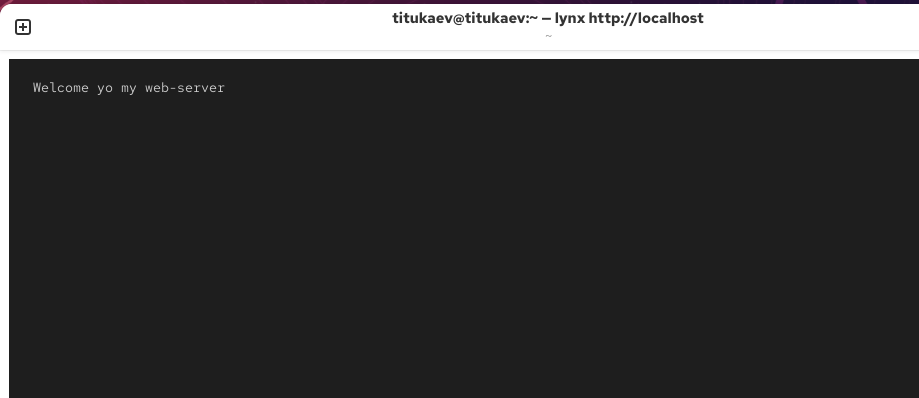 titukaev@titukaev:~ — lynx http://localhost
~
Welcome yo my web-server